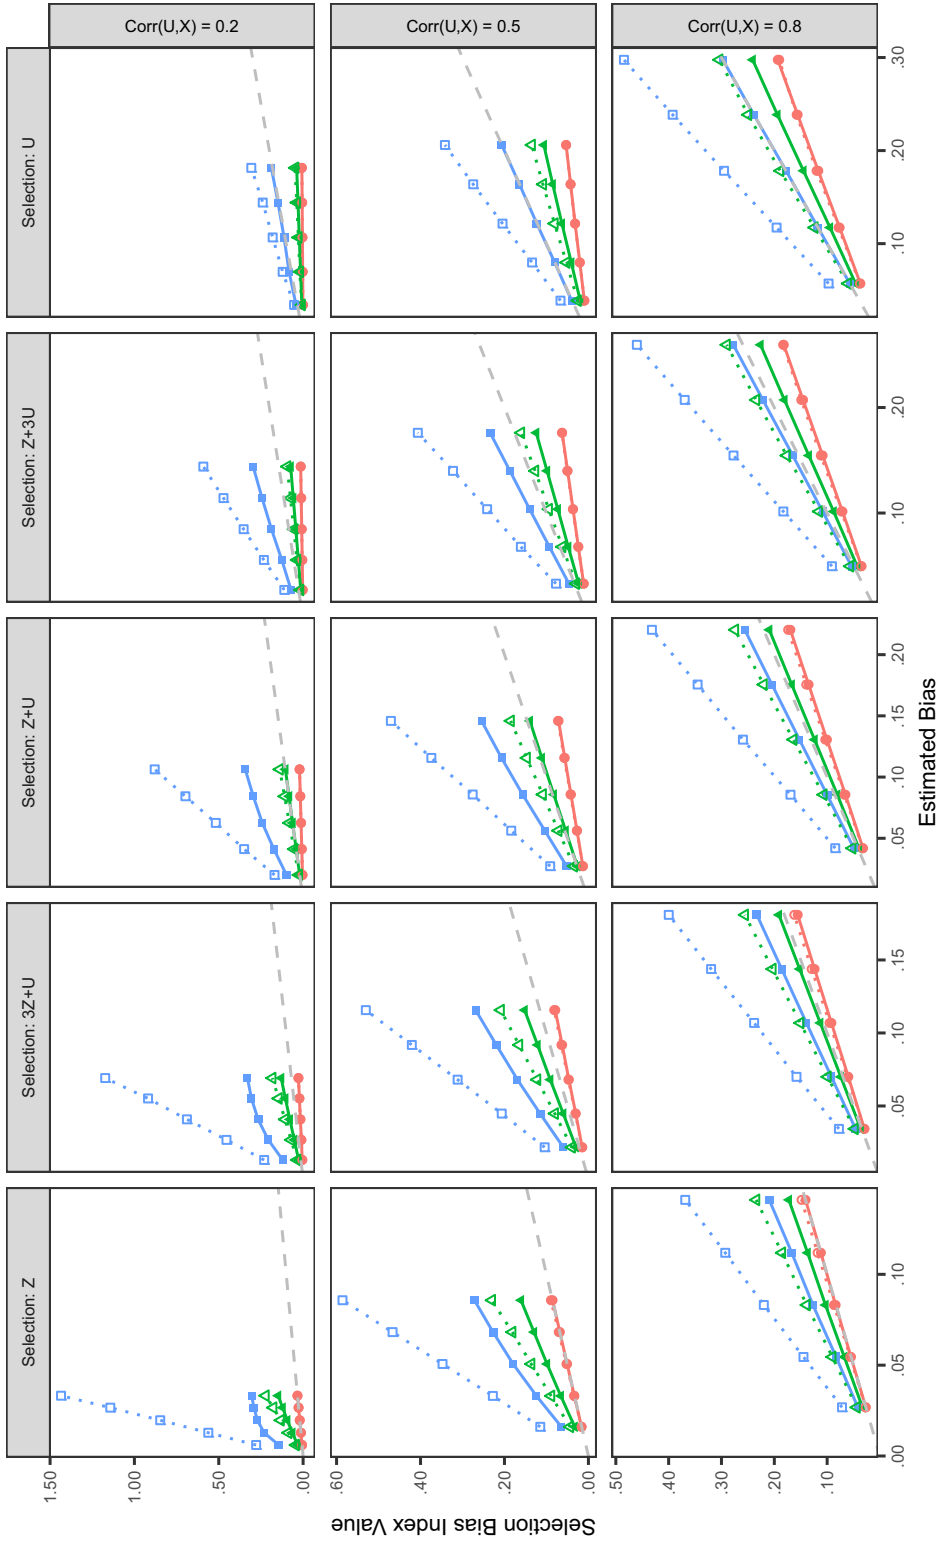 Selection: Z
Selection: 3Z+U
Selection: Z+U
Selection: Z+3U
Selection: U
1.50
1.00
.50
.00
Corr(U,X) = 0.2
.60
.40
.20
.00
Corr(U,X) = 0.5
.50
.40
.30
.20
.10
Corr(U,X) = 0.8
Selection Bias Index Value
.00 .05 .10
.05 .10 .15
.05 .10 .15 .20
.10 .20
.10 .20 .30
Estimated Bias